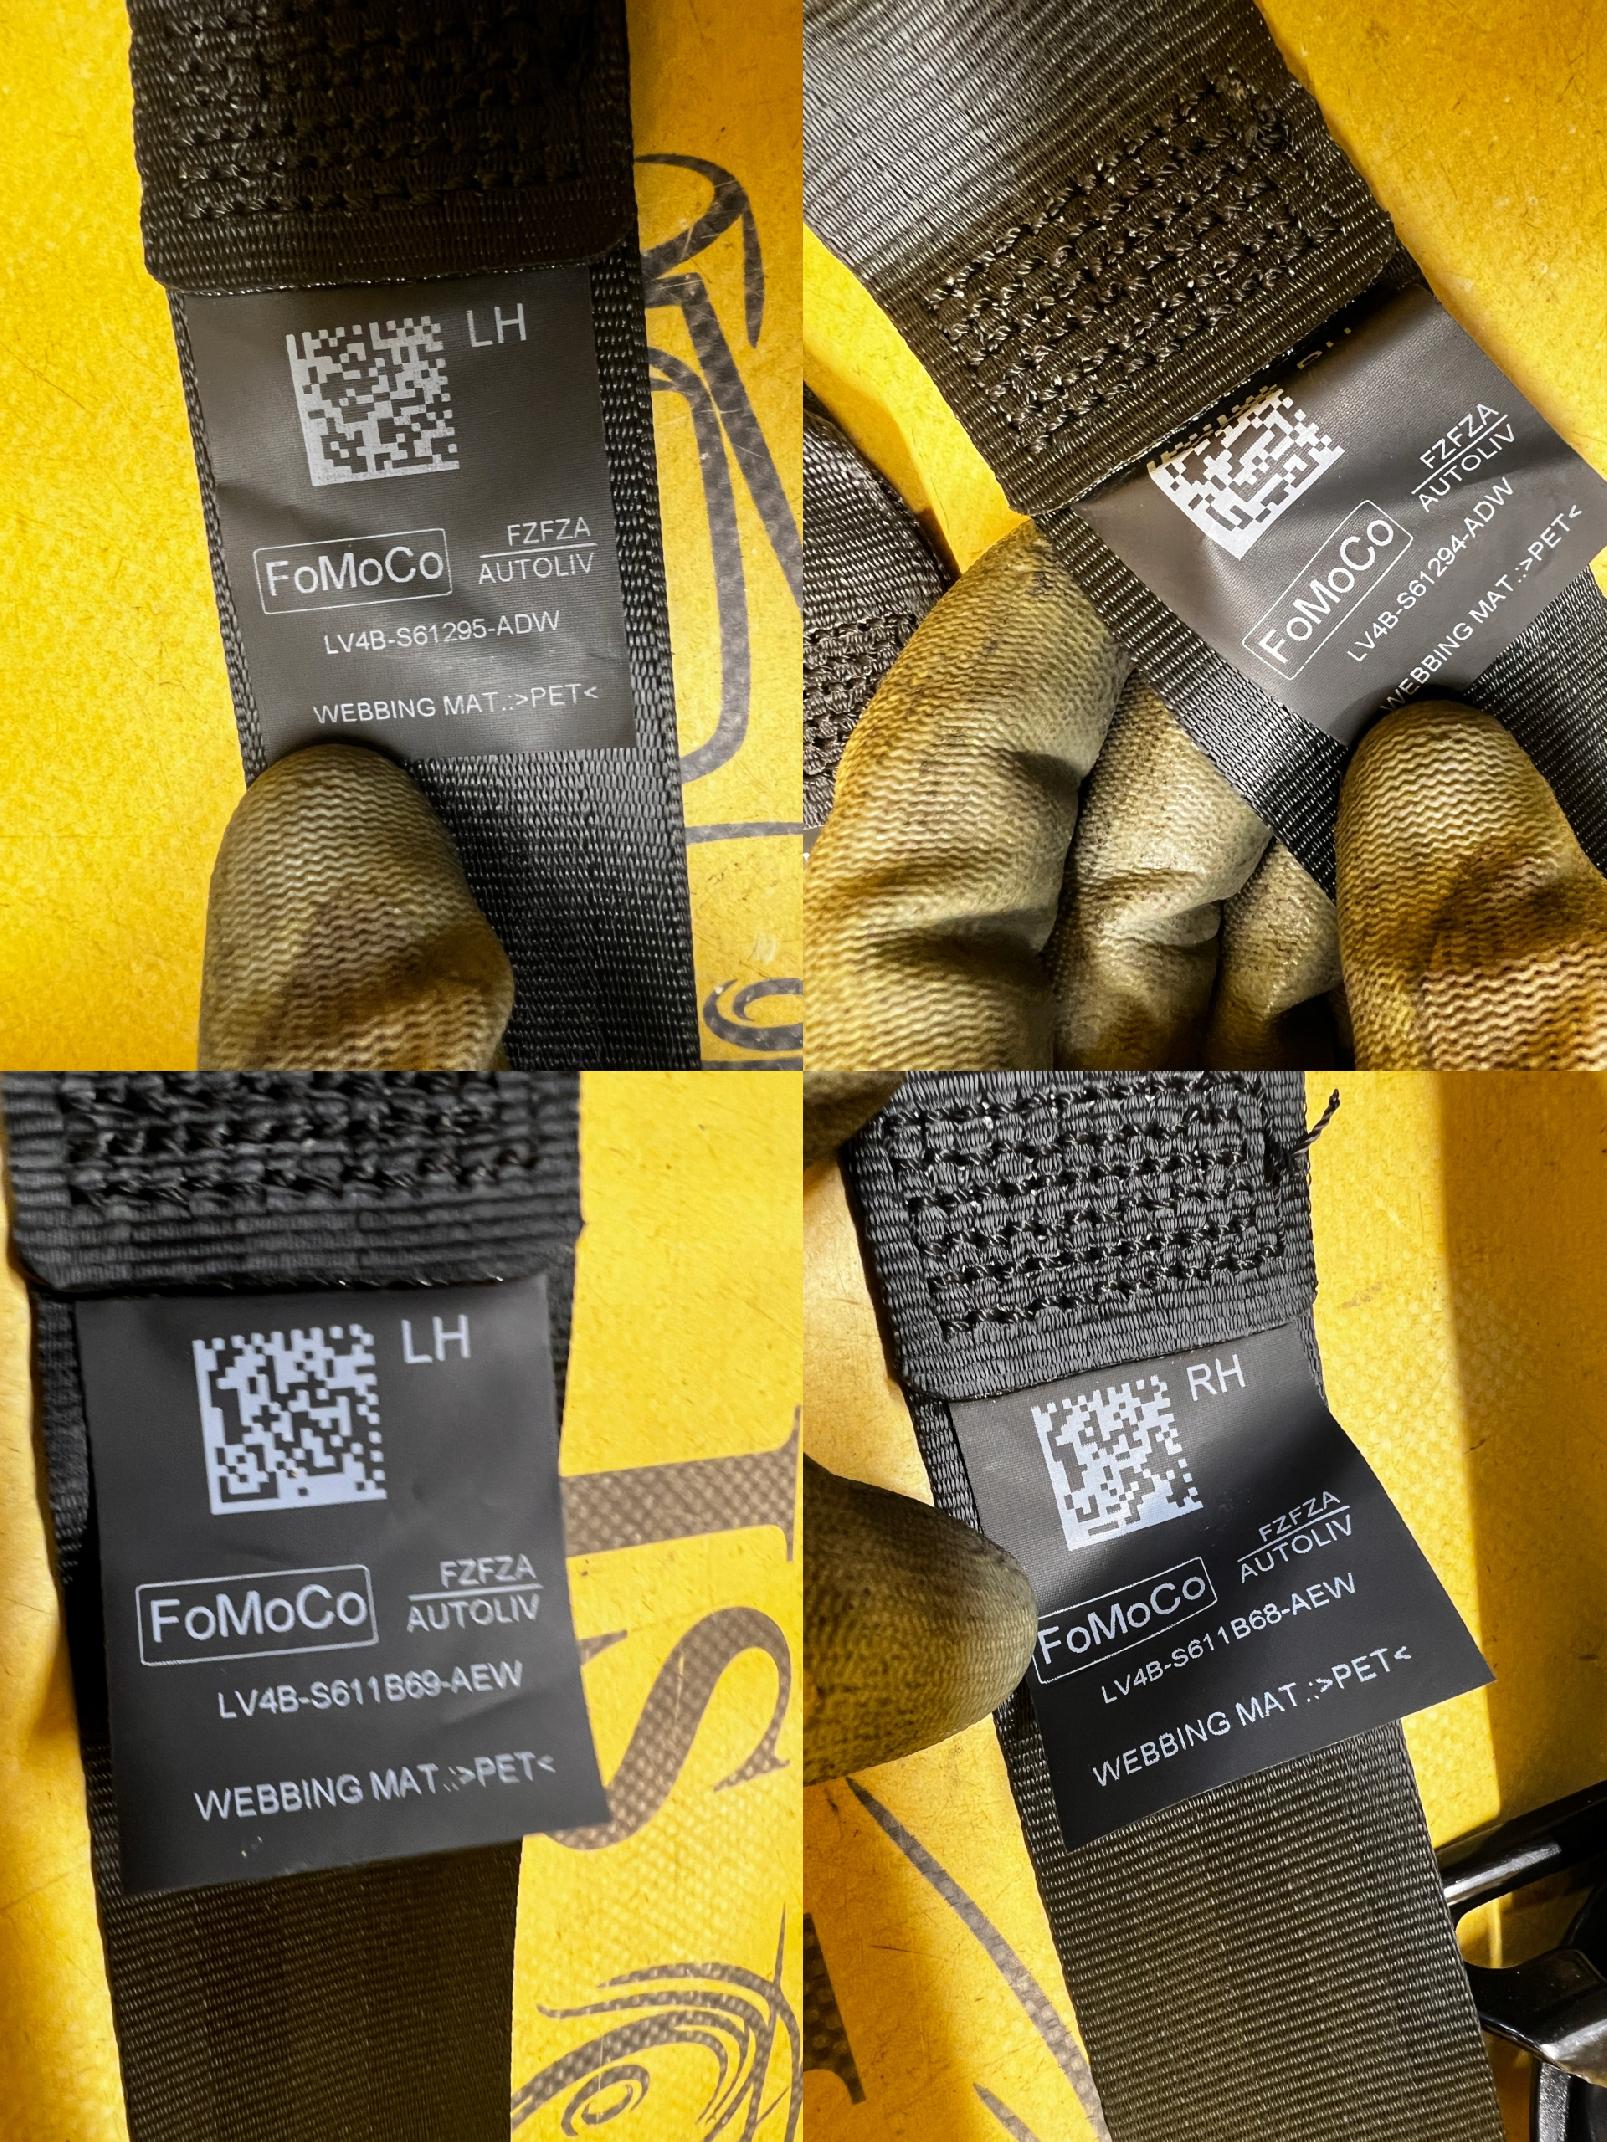 LH
FZFZA
FoMoCo
AUTOLIV
LV4B-S61295-ADW
WEBBING MAT.:>PET<
FZFZA
AUTOLIV
FoMoCo
LV4B-S61294-ADW
WEBBING MAT.:>PET<
LH
FZFZA
FoMoCo
AUTOLIV
LV4B-S611B69-AEW
WEBBING MAT.:>PET<
RH
FZFZA
AUTOLIV
FoMoCo
LV4B-S611B68-AEW
WEBBING MAT.:>PET<